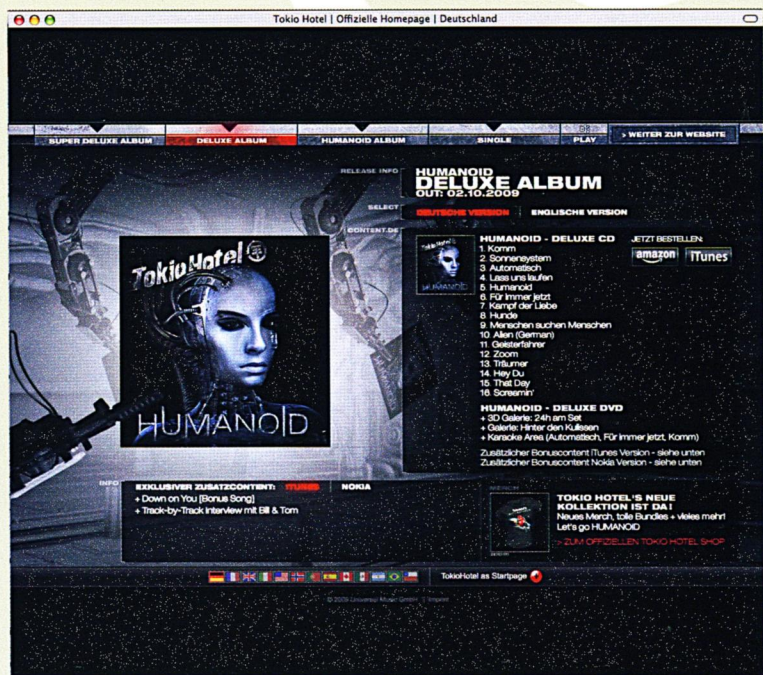 Tokio Hotel | Offizielle Homepage | Deutschland
SUPER DELUXE ALBUM
DELUXE ALBUM
HUMANOID ALBUM
SINGLE
PLAY
> WEITER ZUR WEBSITE
RELEASE INFO
HUMANOID
DELUXE ALBUM
OUT: 02.10.2009
SELECT
DEUTSCHE VERSION
ENGLISCHE VERSION
CONTENT.DE
Tokio Hotel
HUMANOID
HUMANOID
HUMANOID - DELUXE CD
1. Komm
2. Sonnensystem
3. Automatisch
4. Lass uns laufen
5. Humanoid
6. Für immer jetzt
7. Kampf der Liebe
8. Hunde
9. Menschen suchen Menschen
10. Alien (German)
11. Geisterfahrer
12. Zoom
13. Träumer
14. Hey Du
15. That Day
16. Screamin'
JETZT BESTELLEN:
amazon
iTunes
HUMANOID - DELUXE DVD
+ 3D Galerie: 24h am Set
+ Galerie: Hinter den Kulissen
+ Karaoke Area (Automatisch, Für immer jetzt, Komm)
Zusätzlicher Bonuscontent iTunes Version - siehe unten
Zusätzlicher Bonuscontent Nokia Version - siehe unten
INFO
EXKLUSIVER ZUSATZCONTENT:
ITUNES
NOKIA
+ Down on You [Bonus Song]
+ Track-by-Track Interview mit Bill & Tom
MERCH
TOKIO HOTEL'S NEUE
KOLLEKTION IST DA!
Neues Merch, tolle Bundles + vieles mehr!
Let's go HUMANOID
> ZUM OFFIZIELLEN TOKIO HOTEL SHOP
TokioHotel as Startpage
© 2009 Universal Music GmbH | Imprint